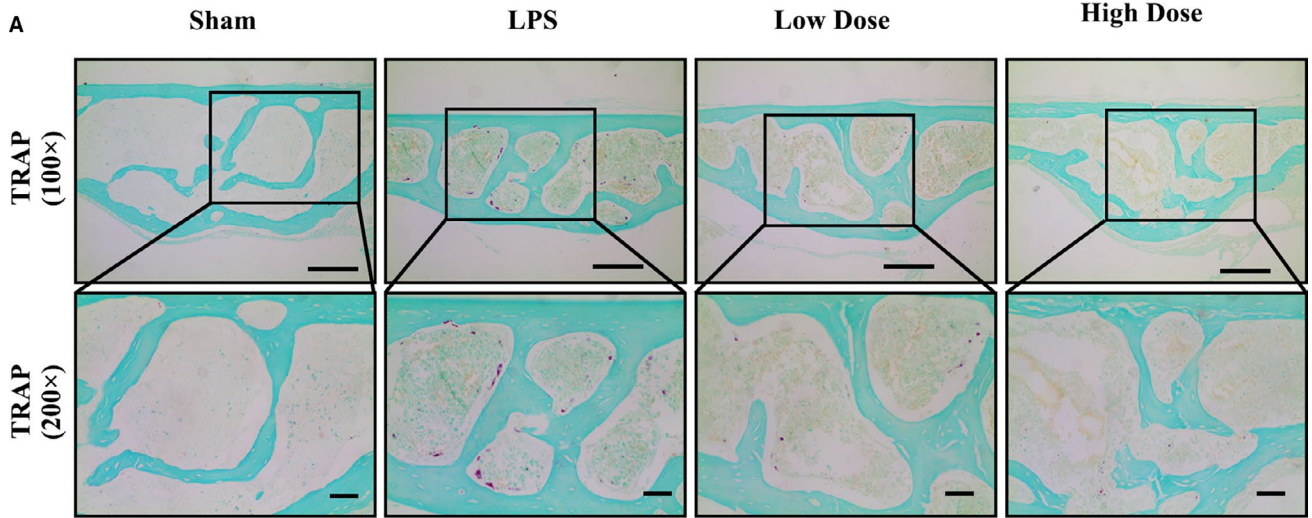 A
Sham
LPS
Low Dose
High Dose
TRAP
(100×)
TRAP
(200×)